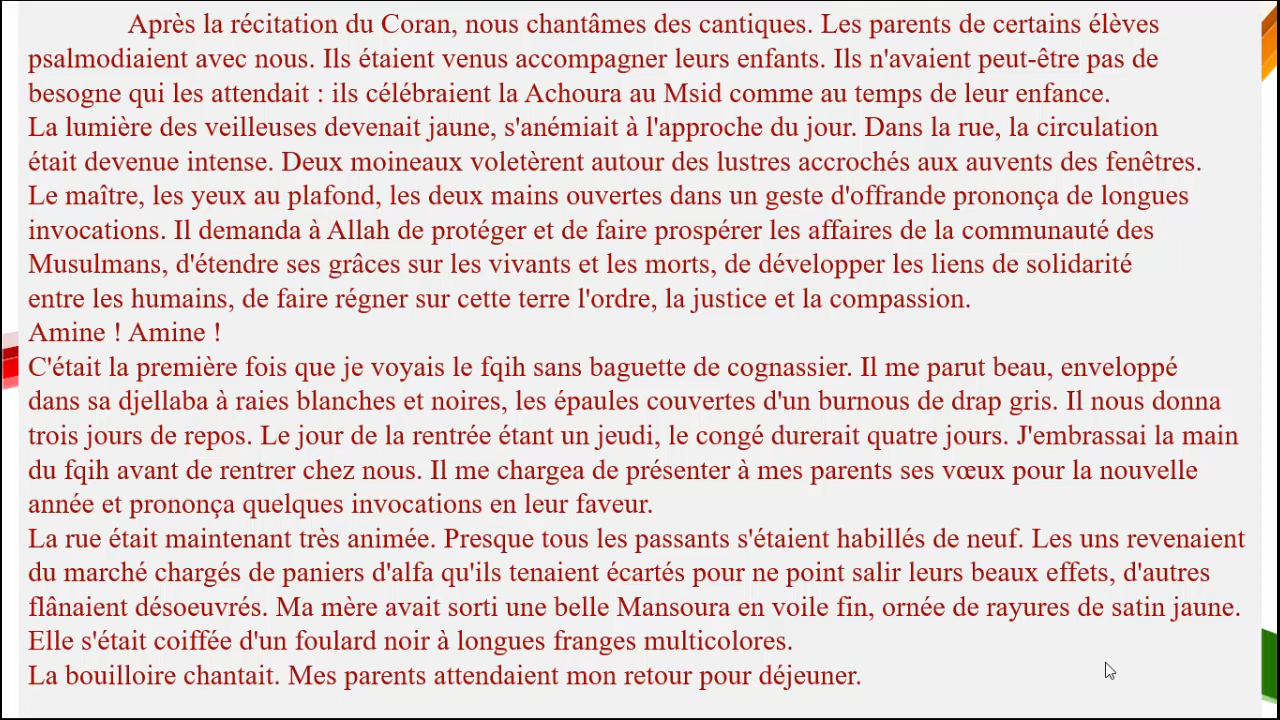 Après la récitation du Coran, nous chantâmes des cantiques. Les parents de certains élèves
psalmodiaient avec nous. Ils étaient venus accompagner leurs enfants. Ils n'avaient peut-être pas de
besogne qui les attendait : ils célébraient la Achoura au Msid comme au temps de leur enfance.
La lumière des veilleuses devenait jaune, s'anémiait à l'approche du jour. Dans la rue, la circulation
était devenue intense. Deux moineaux voletèrent autour des lustres accrochés aux auvents des fenêtres.
Le maître, les yeux au plafond, les deux mains ouvertes dans un geste d'offrande prononça de longues
invocations. Il demanda à Allah de protéger et de faire prospérer les affaires de la communauté des
Musulmans, d'étendre ses grâces sur les vivants et les morts, de développer les liens de solidarité
entre les humains, de faire régner sur cette terre l'ordre, la justice et la compassion.
Amine ! Amine !
C'était la première fois que je voyais le fqih sans baguette de cognassier. Il me parut beau, enveloppé
dans sa djellaba à raies blanches et noires, les épaules couvertes d'un burnous de drap gris. Il nous donna
trois jours de repos. Le jour de la rentrée étant un jeudi, le congé durerait quatre jours. J'embrassai la main
du fqih avant de rentrer chez nous. Il me chargea de présenter à mes parents ses vœux pour la nouvelle
année et prononça quelques invocations en leur faveur.
La rue était maintenant très animée. Presque tous les passants s'étaient habillés de neuf. Les uns revenaient
du marché chargés de paniers d'alfa qu'ils tenaient écartés pour ne point salir leurs beaux effets, d'autres
flânaient désoeuvrés. Ma mère avait sorti une belle Mansoura en voile fin, ornée de rayures de satin jaune.
Elle s'était coiffée d'un foulard noir à longues franges multicolores.
La bouilloire chantait. Mes parents attendaient mon retour pour déjeuner.